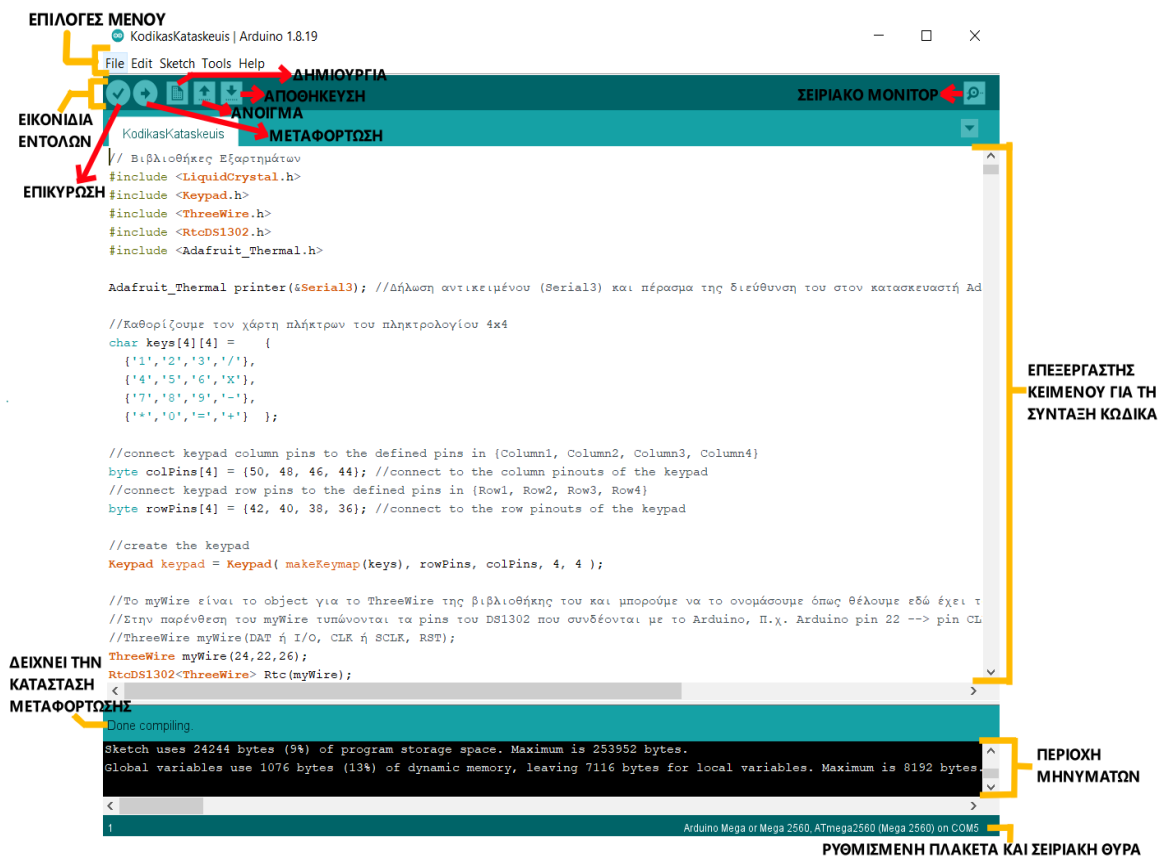 ΕΠΙΛΟΓΕΣ ΜΕΝΟΥ
KodikasKataskeuis | Arduino 1.8.19
File Edit Sketch Tools Help
ΔΗΜΙΟΥΡΓΙΑ
ΑΠΟΘΗΚΕΥΣΗ
ΣΕΙΡΙΑΚΟ ΜΟΝΙΤΟΡ
ΑΝΟΙΓΜΑ
ΕΙΚΟΝΙΔΙΑ
ΕΝΤΟΛΩΝ
KodikasKataskeuis
ΜΕΤΑΦΟΡΤΩΣΗ
ΕΠΙΚΥΡΩΣΗ
// Βιβλιοθήκες Εξαρτημάτων
#include <LiquidCrystal.h>
#include <Keypad.h>
#include <ThreeWire.h>
#include <RtcDS1302.h>
#include <Adafruit_Thermal.h>
Adafruit_Thermal printer(&Serial3); //Δήλωση αντικειμένου (Serial3) και πέρασμα της διεύθυνση του στον κατασκευαστή Ad
//Καθορίζουμε τον χάρτη πλήκτρων του πληκτρολογίου 4x4
char keys[4][4] = {
{'1','2','3','/'},
{'4','5','6','X'},
{'7','8','9','-'},
{'*','0','=','+'} };
//connect keypad column pins to the defined pins in {Column1, Column2, Column3, Column4}
byte colPins[4] = {50, 48, 46, 44}; //connect to the column pinouts of the keypad
//connect keypad row pins to the defined pins in {Row1, Row2, Row3, Row4}
byte rowPins[4] = {42, 40, 38, 36}; //connect to the row pinouts of the keypad
//create the keypad
Keypad keypad = Keypad( makeKeymap(keys), rowPins, colPins, 4, 4 );
//Το myWire είναι το object για το ThreeWire της βιβλιοθήκης του και μπορούμε να το ονομάσουμε όπως θέλουμε εδώ έχει τ
//Στην παρένθεση του myWire τυπώνονται τα pins του DS1302 που συνδέονται με το Arduino, Π.χ. Arduino pin 22 --> pin CL
//ThreeWire myWire(DAT ή I/O, CLK ή SCLK, RST);
ThreeWire myWire(24,22,26);
RtcDS1302<ThreeWire> Rtc(myWire);
ΕΠΕΞΕΡΓΑΣΤΗΣ
ΚΕΙΜΕΝΟΥ ΓΙΑ ΤΗ
ΣΥΝΤΑΞΗ ΚΩΔΙΚΑ
ΔΕΙΧΝΕΙ ΤΗΝ
ΚΑΤΑΣΤΑΣΗ
ΜΕΤΑΦΟΡΤΩΣΗΣ
Done compiling.
Sketch uses 24244 bytes (9%) of program storage space. Maximum is 253952 bytes.
Global variables use 1076 bytes (13%) of dynamic memory, leaving 7116 bytes for local variables. Maximum is 8192 bytes.
ΠΕΡΙΟΧΗ
ΜΗΝΥΜΑΤΩΝ
1
Arduino Mega or Mega 2560, ATmega2560 (Mega 2560) on COM5
ΡΥΘΜΙΣΜΕΝΗ ΠΛΑΚΕΤΑ ΚΑΙ ΣΕΙΡΙΑΚΗ ΘΥΡΑ